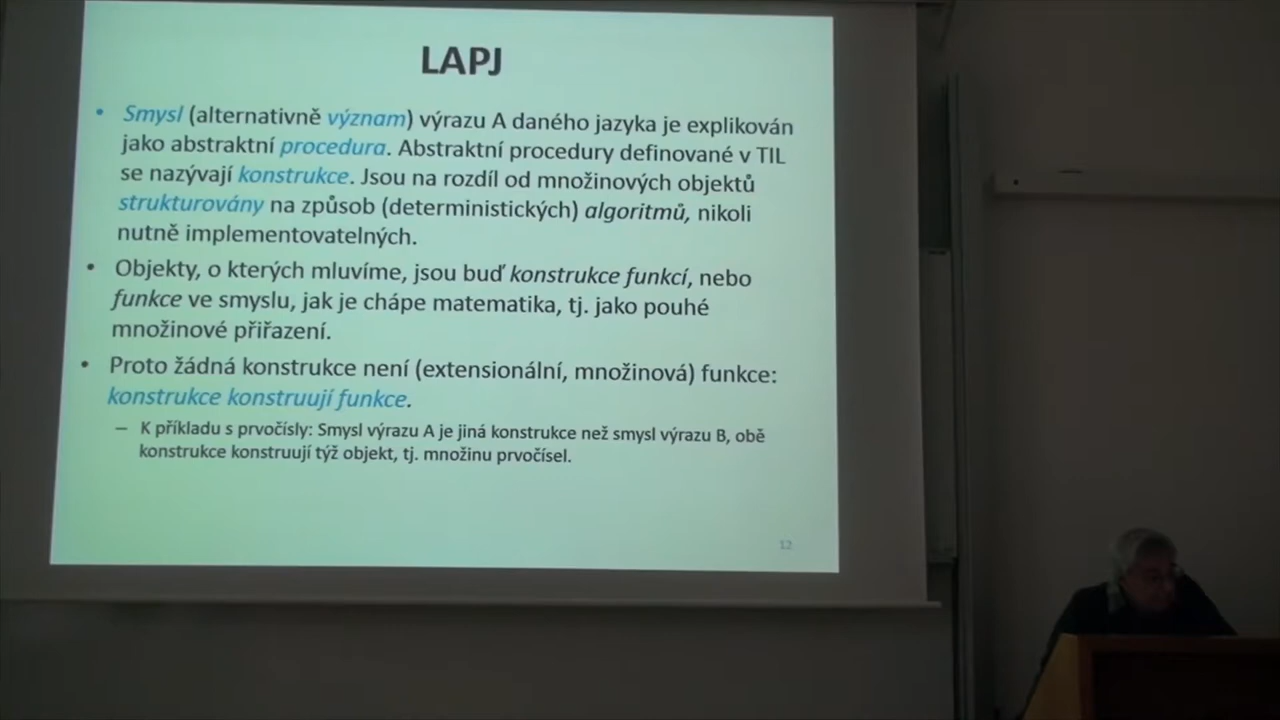 LAPJ
• Smysl (alternativně význam) výrazu A daného jazyka je explikován
jako abstraktní procedura. Abstraktní procedury definované v TIL
se nazývají konstrukce. Jsou na rozdíl od množinových objektů
strukturovány na způsob (deterministických) algoritmů, nikoli
nutně implementovatelných.
• Objekty, o kterých mluvíme, jsou buď konstrukce funkcí, nebo
funkce ve smyslu, jak je chápe matematika, tj. jako pouhé
množinové přiřazení.
• Proto žádná konstrukce není (extensionální, množinová) funkce:
konstrukce konstruují funkce.
– K příkladu s prvočísly: Smysl výrazu A je jiná konstrukce než smysl výrazu B, obě
konstrukce konstruují týž objekt, tj. množinu prvočísel.
12